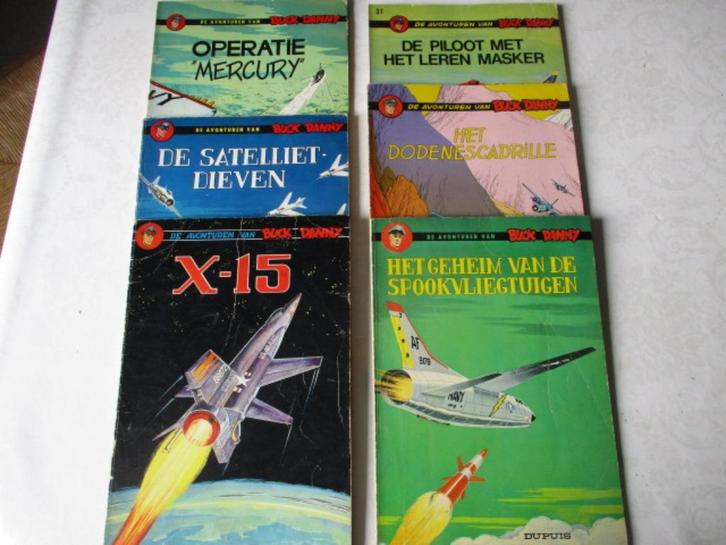 DE AVONTUREN VAN BUCK DANNY
OPERATIE
"MERCURY"
37
DE AVONTUREN VAN BUCK DANNY
DE PILOOT MET
HET LEREN MASKER
DE AVONTUREN VAN BUCK DANNY
DE SATELLIET-
DIEVEN
DE AVONTUREN VAN BUCK DANNY
HET
DODENESCADRILLE
DE AVONTUREN VAN BUCK DANNY
X-15
DE AVONTUREN VAN BUCK DANNY
HET GEHEIM VAN DE
SPOOKVLIEGTUIGEN
AF
NAVY
DUPUIS